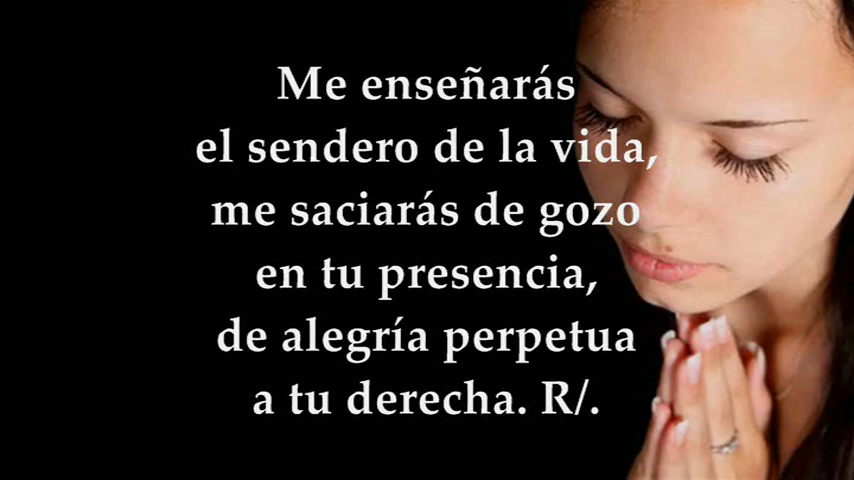 Me enseñarás
el sendero de la vida,
me saciarás de gozo
en tu presencia,
de alegría perpetua
a tu derecha. R/.